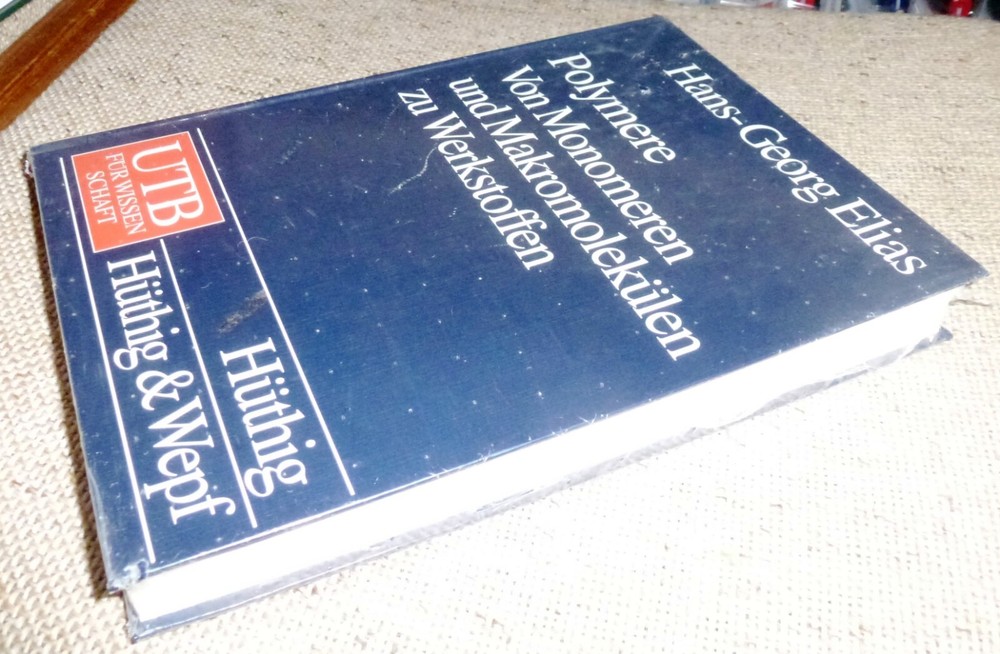 Hans-Georg Elias
Polymere
Von Monomeren
und Makromolekülen
zu Werkstoffen
UTB
FÜR WISSEN
SCHAFT
Hüthig
Hüthig & Wepf